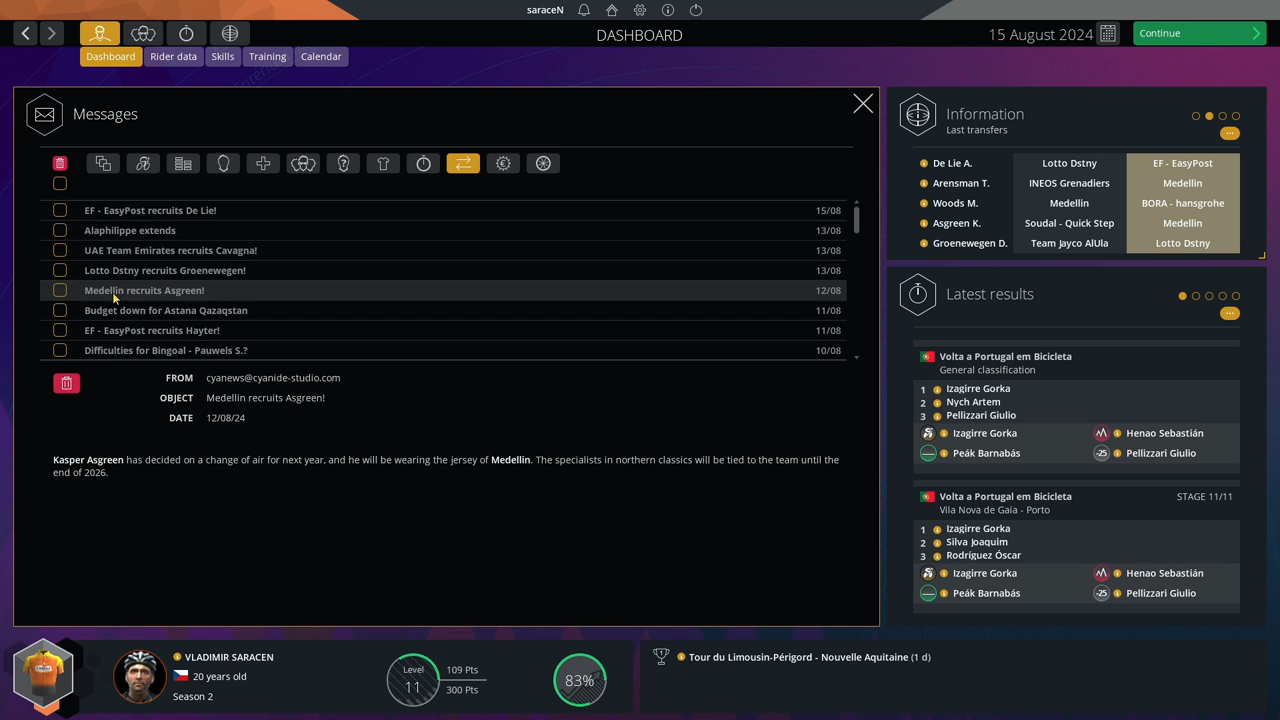 saraceN
DASHBOARD
15 August 2024
Continue
Dashboard
Rider data
Skills
Training
Calendar
Messages
EF - EasyPost recruits De Lie! 15/08
Alaphilippe extends 13/08
UAE Team Emirates recruits Cavagna! 13/08
Lotto Dstny recruits Groenewegen! 13/08
Medellin recruits Asgreen! 12/08
Budget down for Astana Qazaqstan 11/08
EF - EasyPost recruits Hayter! 11/08
Difficulties for Bingoal - Pauwels S.? 10/08
FROM cyanews@cyanide-studio.com
OBJECT Medellin recruits Asgreen!
DATE 12/08/24
Kasper Asgreen has decided on a change of air for next year, and he will be wearing the jersey of Medellin. The specialists in northern classics will be tied to the team until the
end of 2026.
Information
Last transfers
De Lie A. Lotto Dstny EF - EasyPost
Arensman T. INEOS Grenadiers Medellin
Woods M. Medellin BORA - hansgrohe
Asgreen K. Soudal - Quick Step Medellin
Groenewegen D. Team Jayco AlUla Lotto Dstny
Latest results
Volta a Portugal em Bicicleta
General classification
1 Izagirre Gorka
2 Nych Artem
3 Pellizzari Giulio
Izagirre Gorka Henao Sebastián
Peák Barnabás -25 Pellizzari Giulio
Volta a Portugal em Bicicleta STAGE 11/11
Vila Nova de Gaia - Porto
1 Izagirre Gorka
2 Silva Joaquim
3 Rodríguez Óscar
Izagirre Gorka Henao Sebastián
Peák Barnabás -25 Pellizzari Giulio
VLADIMIR SARACEN
20 years old
Season 2
Level
11
109 Pts
300 Pts
83%
Tour du Limousin-Périgord - Nouvelle Aquitaine (1 d)